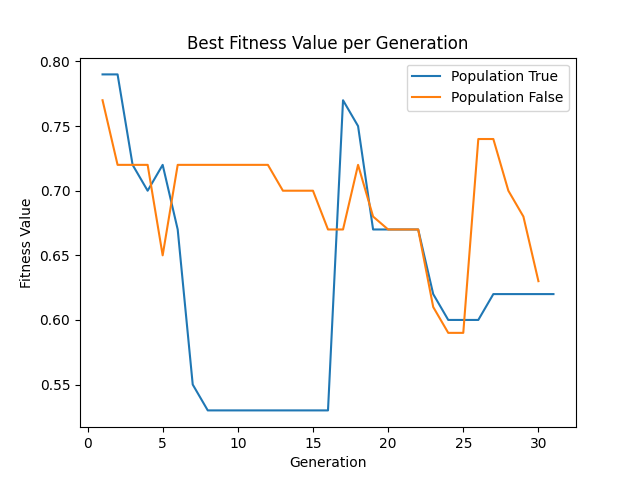 Best Fitness Value per Generation
Population True
Population False
Fitness Value
0.80
0.75
0.70
0.65
0.60
0.55
0
5
10
15
20
25
30
Generation